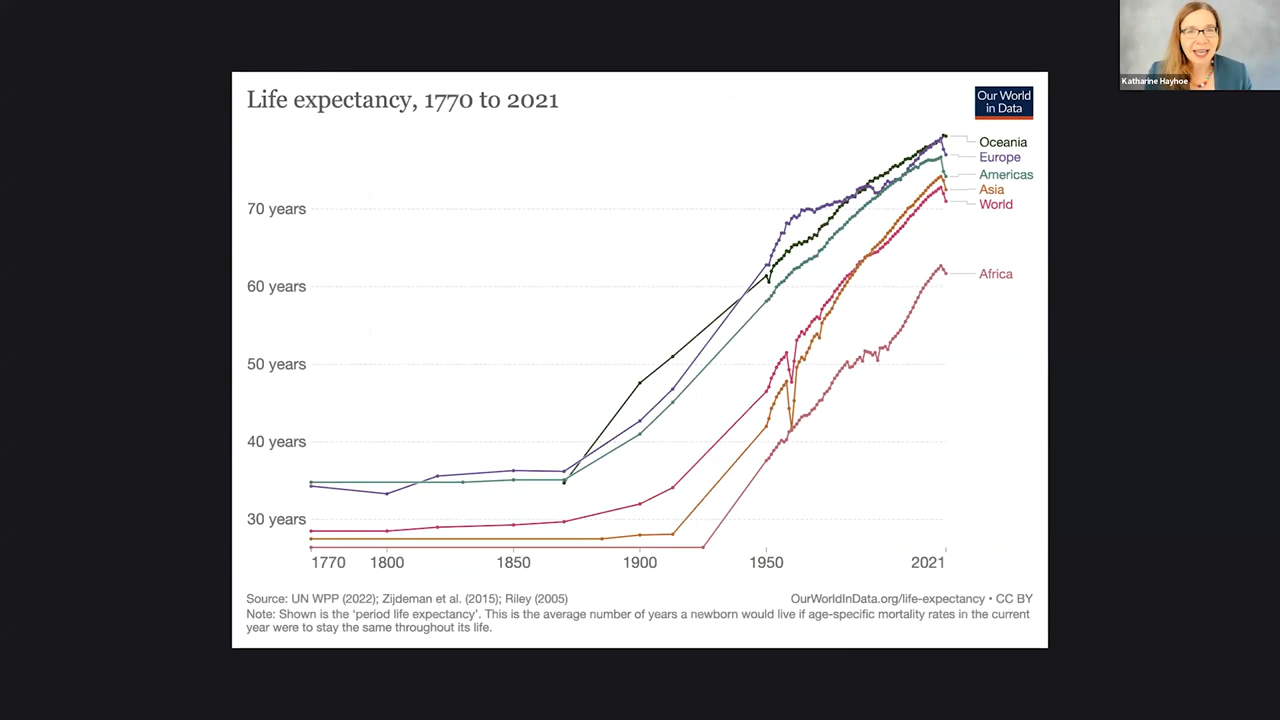 Katharine Hayhoe
Life expectancy, 1770 to 2021
Our World
in Data
Oceania
Europe
Americas
Asia
World
Africa
70 years
60 years
50 years
40 years
30 years
1770
1800
1850
1900
1950
2021
Source: UN WPP (2022); Zijdeman et al. (2015); Riley (2005)
OurWorldInData.org/life-expectancy • CC BY
Note: Shown is the 'period life expectancy'. This is the average number of years a newborn would live if age-specific mortality rates in the current
year were to stay the same throughout its life.